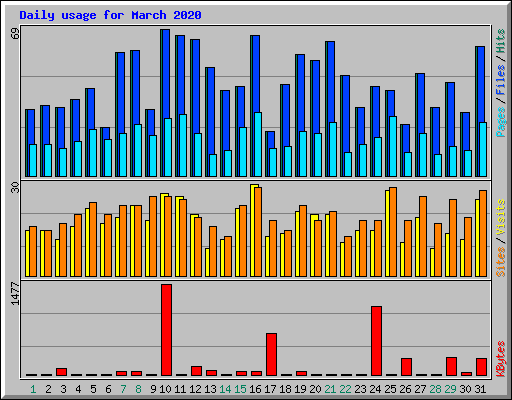 Daily usage for March 2020
69
Pages / Files / Hits
30
Sites / Visits
1477
KBytes
1 2 3 4 5 6 7 8 9 10 11 12 13 14 15 16 17 18 19 20 21 22 23 24 25 26 27 28 29 30 31